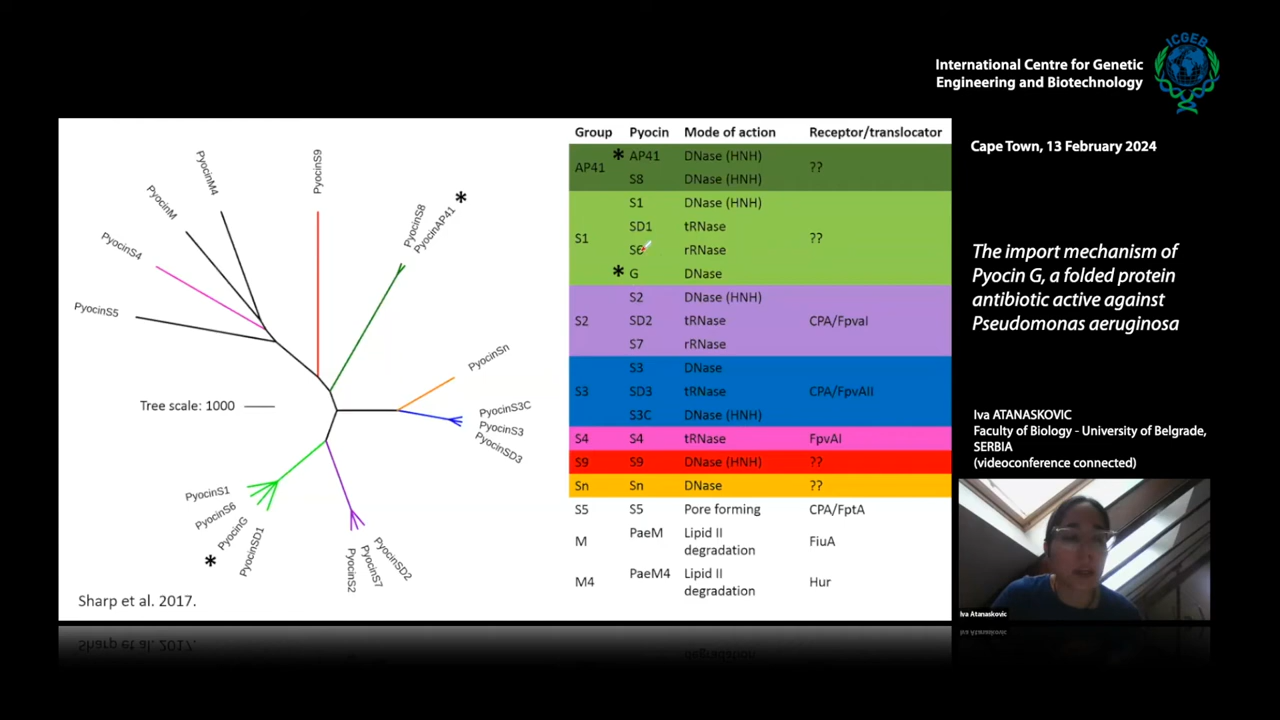 ICGEB
International Centre for Genetic
Engineering and Biotechnology
Cape Town, 13 February 2024
The import mechanism of
Pyocin G, a folded protein
antibiotic active against
Pseudomonas aeruginosa
Iva ATANASKOVIC
Faculty of Biology - University of Belgrade,
SERBIA
(videoconference connected)
Iva Atanaskovic
PyocinS9
PyocinM4
PyocinM
PyocinS4
PyocinS5
PyocinS8
PyocinAP41 *
PyocinSn
PyocinS3C
PyocinS3
PyocinSD3
Tree scale: 1000
PyocinS1
PyocinS6
PyocinG
*
PyocinSD1
PyocinS2
PyocinS7
PyocinSD2
Sharp et al. 2017.
Group Pyocin Mode of action Receptor/translocator
AP41 * AP41 DNase (HNH) ??
S8 DNase (HNH)
S1 S1 DNase (HNH) ??
SD1 tRNase
S6 rRNase
* G DNase
S2 S2 DNase (HNH) CPA/FpvaI
SD2 tRNase
S7 rRNase
S3 S3 DNase CPA/FpvAII
SD3 tRNase
S3C DNase (HNH)
S4 S4 tRNase FpvAI
S9 S9 DNase (HNH) ??
Sn Sn DNase ??
S5 S5 Pore forming CPA/FptA
M PaeM Lipid II
degradation FiuA
M4 PaeM4 Lipid II
degradation Hur